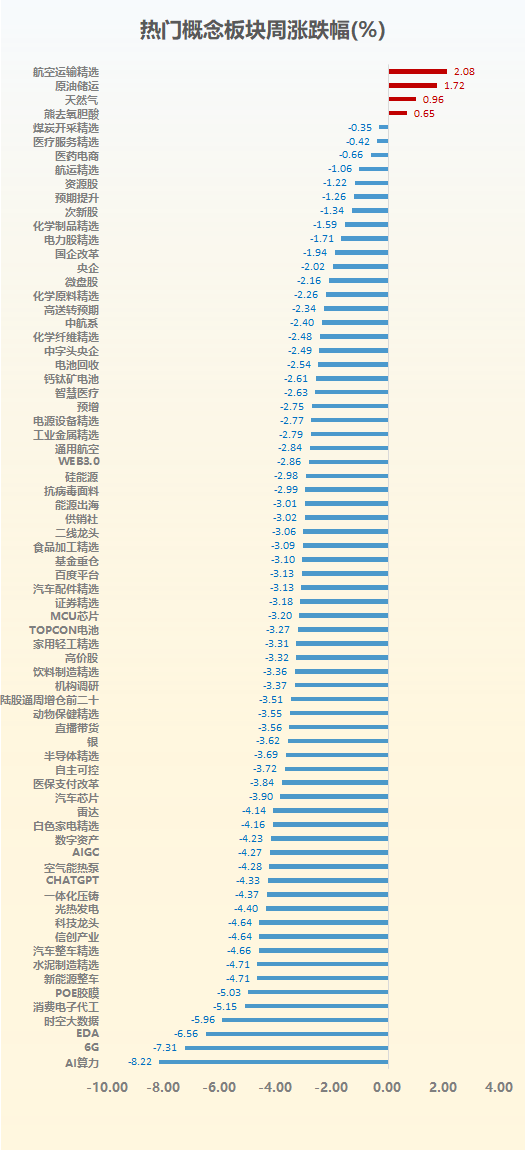 热门概念板块周涨跌幅(%)
航空运输精选 2.08
原油储运 1.72
天然气 0.96
熊去氧胆酸 0.65
煤炭开采精选 -0.35
医疗服务精选 -0.42
医药电商 -0.66
航运精选 -1.06
资源股 -1.22
预期提升 -1.26
次新股 -1.34
化学制品精选 -1.59
电力股精选 -1.71
国企改革 -1.94
央企 -2.02
微盘股 -2.16
化学原料精选 -2.26
高送转预期 -2.34
中航系 -2.40
化学纤维精选 -2.48
中字头央企 -2.49
电池回收 -2.54
钙钛矿电池 -2.61
智慧医疗 -2.63
预增 -2.75
电源设备精选 -2.77
工业金属精选 -2.79
通用航空 -2.84
WEB3.0 -2.86
硅能源 -2.98
抗病毒面料 -2.99
能源出海 -3.01
供销社 -3.02
二线龙头 -3.06
食品加工精选 -3.09
基金重仓 -3.10
百度平台 -3.13
汽车配件精选 -3.13
证券精选 -3.18
MCU芯片 -3.20
TOPCON电池 -3.27
家用轻工精选 -3.31
高价股 -3.32
饮料制造精选 -3.36
机构调研 -3.37
陆股通周增仓前二十 -3.51
动物保健精选 -3.55
直播带货 -3.56
银 -3.62
半导体精选 -3.69
自主可控 -3.72
医保支付改革 -3.84
汽车芯片 -3.90
雷达 -4.14
白色家电精选 -4.16
数字资产 -4.23
AIGC -4.27
空气能热泵 -4.28
CHATGPT -4.33
一体化压铸 -4.37
光热发电 -4.40
科技龙头 -4.64
信创产业 -4.64
汽车整车精选 -4.66
水泥制造精选 -4.71
新能源整车 -4.71
POE胶膜 -5.03
消费电子代工 -5.15
时空大数据 -5.96
EDA -6.56
6G -7.31
AI算力 -8.22
-10.00 -8.00 -6.00 -4.00 -2.00 0.00 2.00 4.00